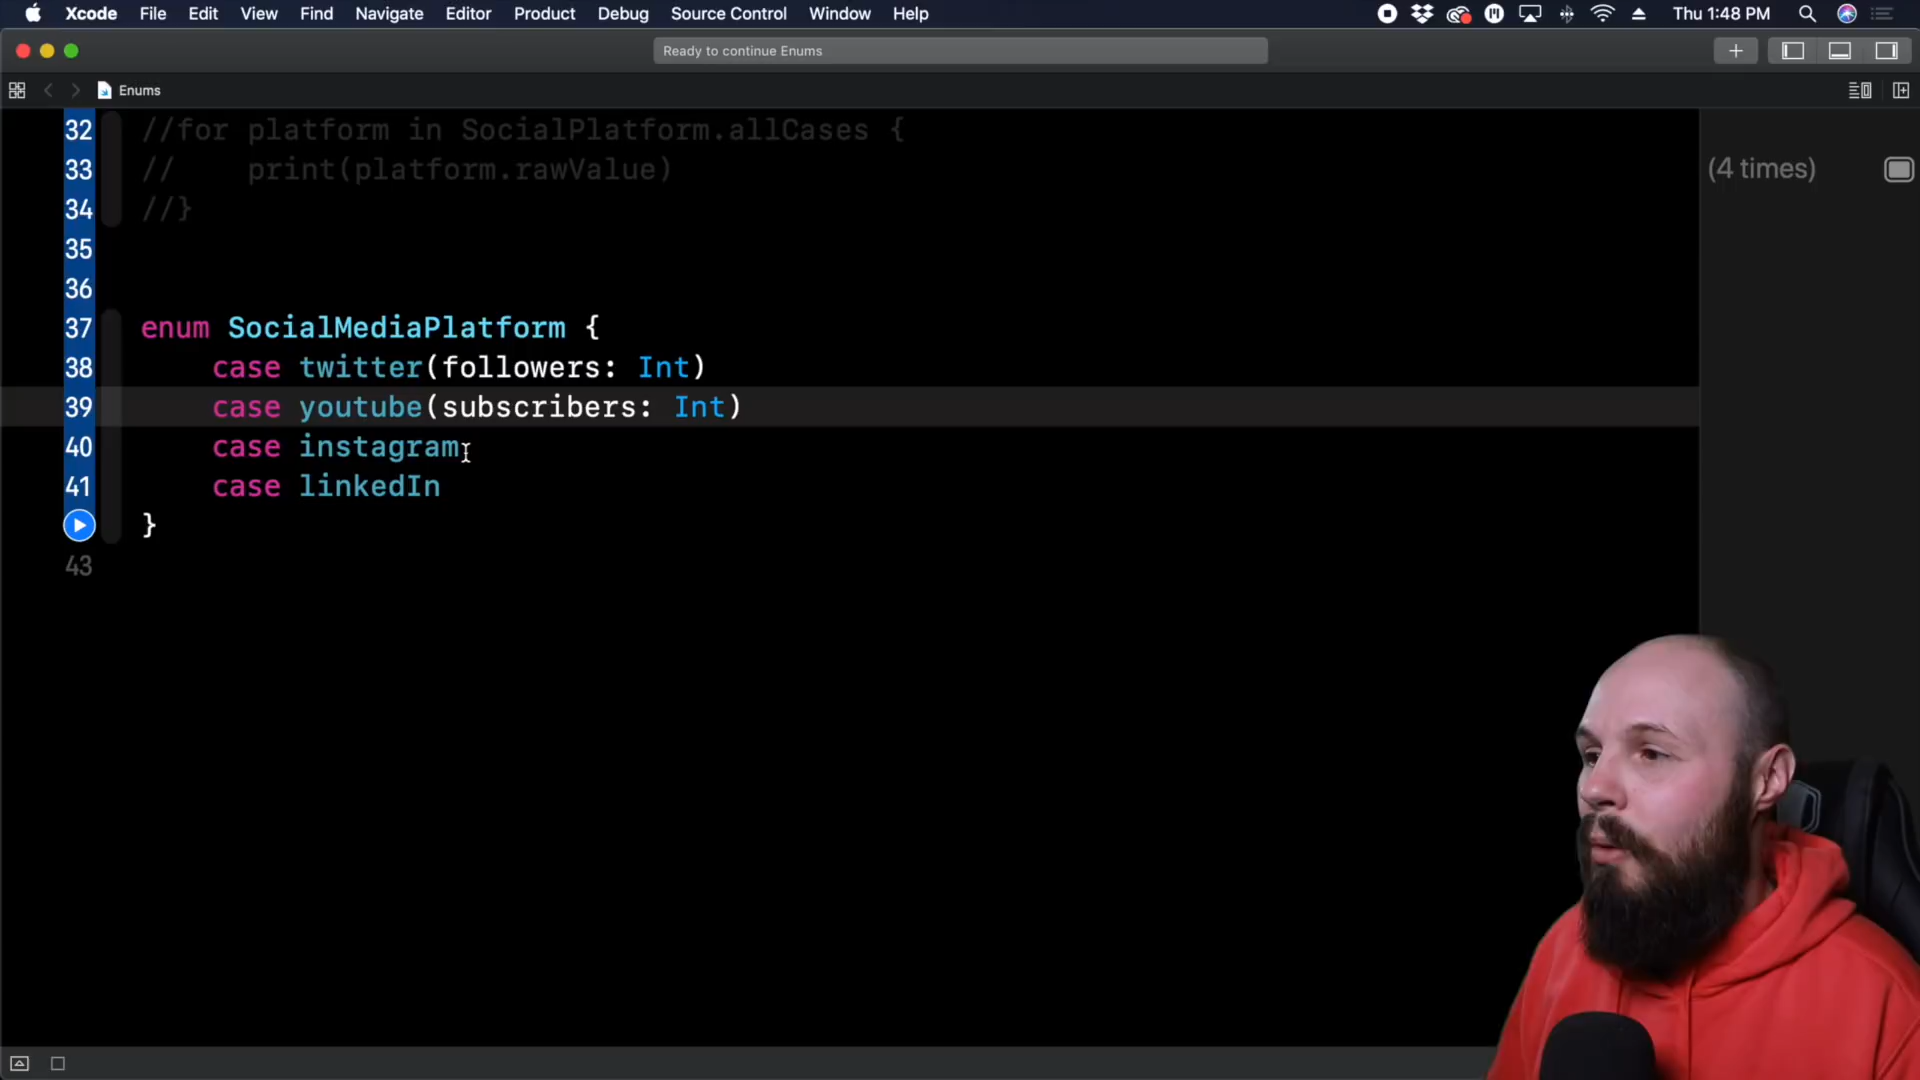 Xcode File Edit View Find Navigate Editor Product Debug Source Control Window Help Thu 1:48 PM
Ready to continue Enums
Enums
32 //for platform in SocialPlatform.allCases {
33 //    print(platform.rawValue) (4 times)
34 //}
35
36
37 enum SocialMediaPlatform {
38     case twitter(followers: Int)
39     case youtube(subscribers: Int)
40     case instagram
41     case linkedIn
}
43